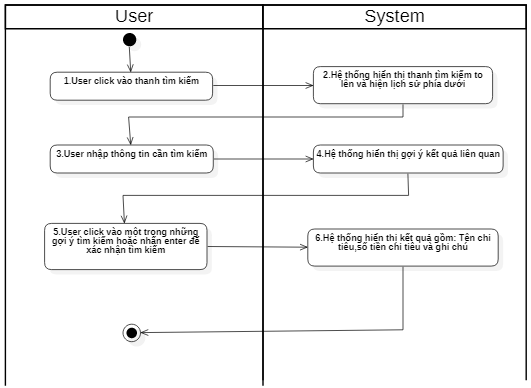 User
System
1.User click vào thanh tìm kiếm
2.Hệ thống hiển thi thanh tìm kiếm to
lên và hiện lịch sử phía dưới
3.User nhập thông tin cần tìm kiếm
4.Hệ thống hiển thị gợi ý kết quả liên quan
5.User click vào một trong những
gợi ý tìm kiếm hoặc nhấn enter để
xác nhận tìm kiếm
6.Hệ thống hiển thị kết quả gồm: Tên chi
tiêu,số tiền chi tiêu và ghi chú